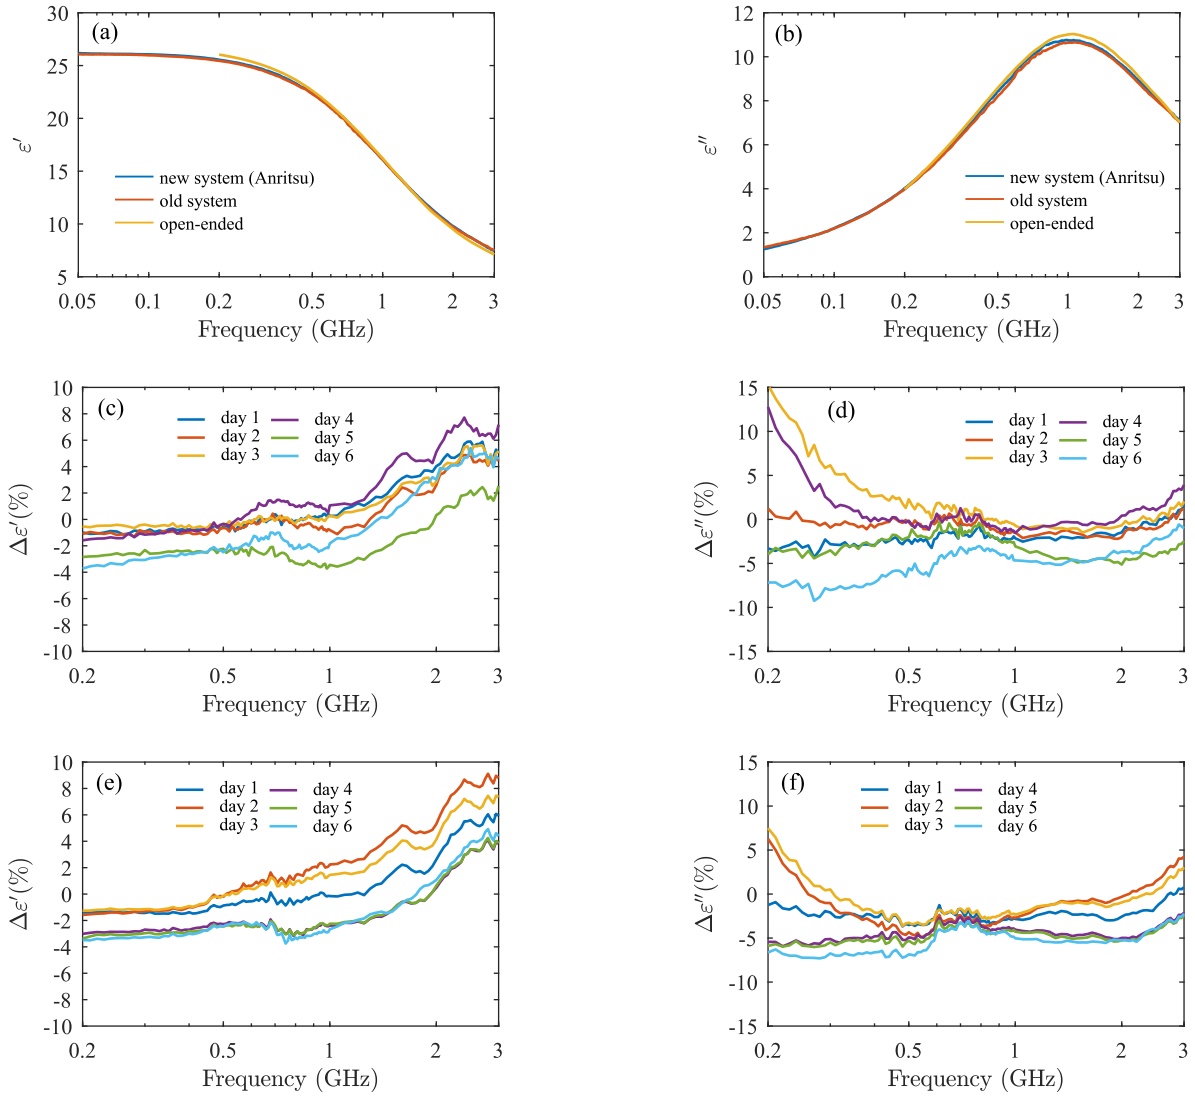 (a)
30
25
20
15
10
5
ε′
new system (Anritsu)
old system
open-ended
0.05 0.1 0.2 0.5 1 2 3
Frequency (GHz)
(b)
12
10
8
6
4
2
0
ε″
new system (Anritsu)
old system
open-ended
0.05 0.1 0.2 0.5 1 2 3
Frequency (GHz)
(c)
10
8
6
4
2
0
-2
-4
-6
-8
-10
Δε′(%)
day 1 day 4
day 2 day 5
day 3 day 6
0.2 0.5 1 2 3
Frequency (GHz)
(d)
15
10
5
0
-5
-10
-15
Δε″(%)
day 1 day 4
day 2 day 5
day 3 day 6
0.2 0.5 1 2 3
Frequency (GHz)
(e)
10
8
6
4
2
0
-2
-4
-6
-8
-10
Δε′(%)
day 1 day 4
day 2 day 5
day 3 day 6
0.2 0.5 1 2 3
Frequency (GHz)
(f)
15
10
5
0
-5
-10
-15
Δε″(%)
day 1 day 4
day 2 day 5
day 3 day 6
0.2 0.5 1 2 3
Frequency (GHz)